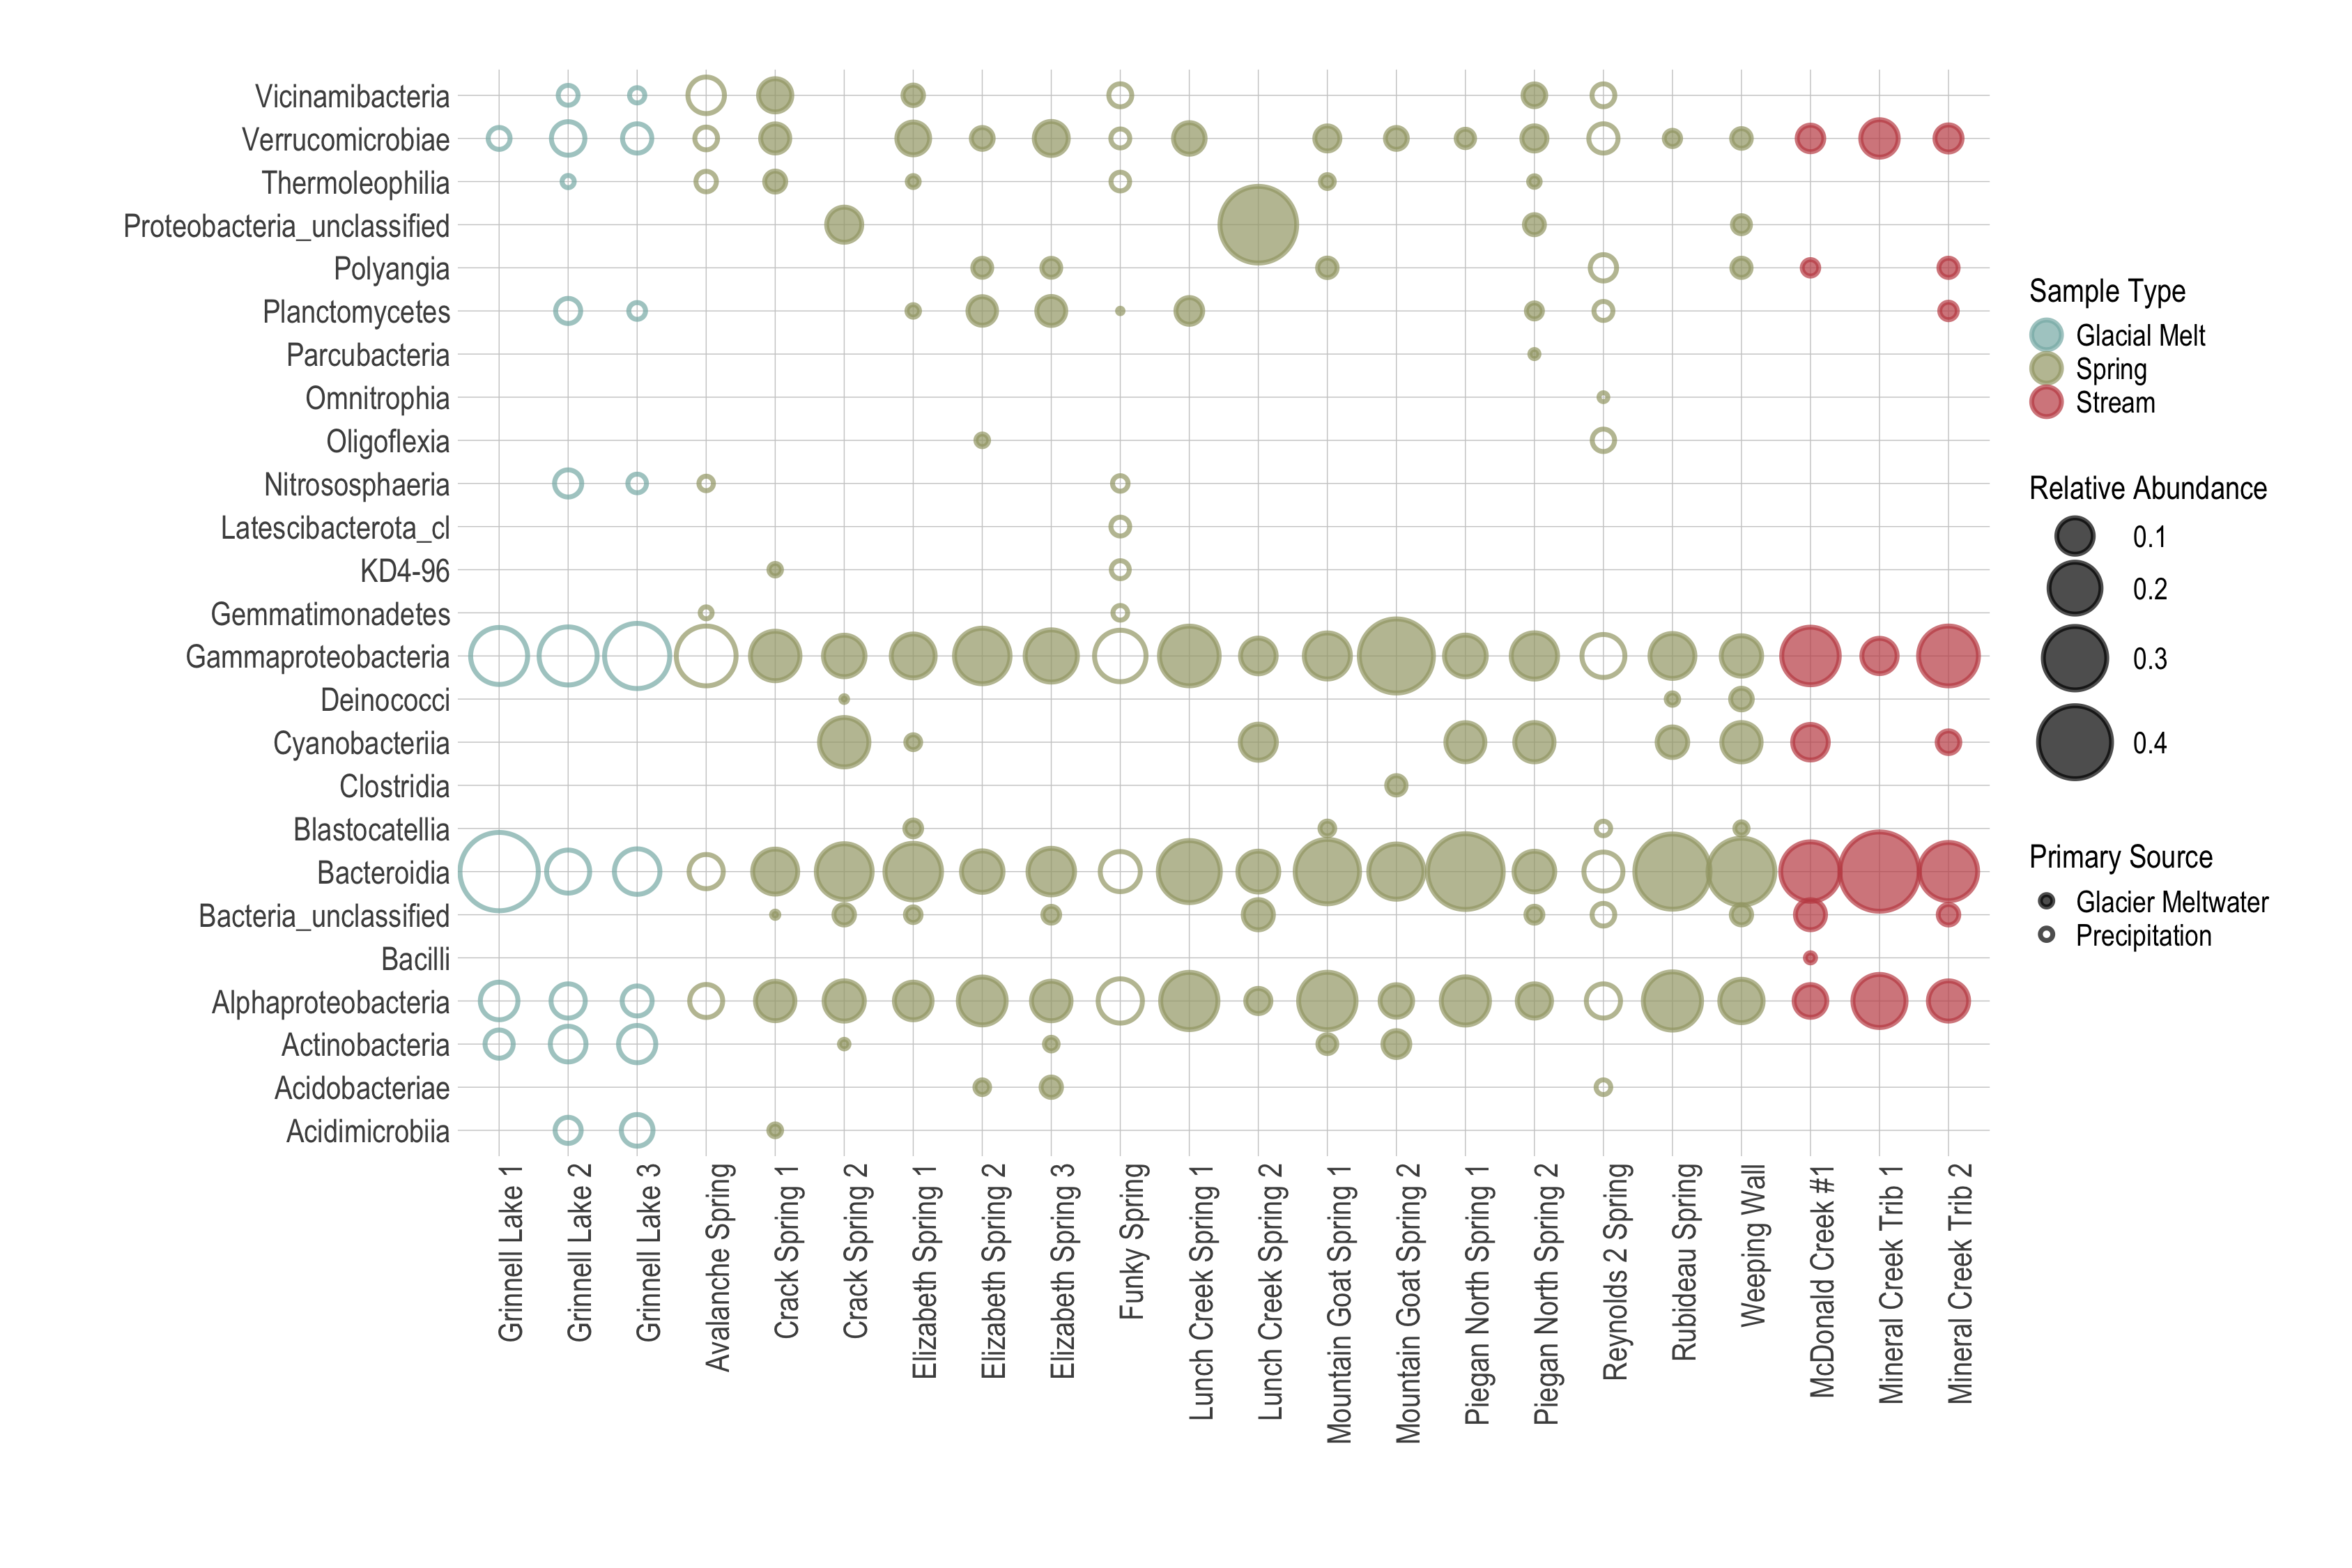 Vicinamibacteria
Verrucomicrobiae
Thermoleophilia
Proteobacteria_unclassified
Polyangia
Planctomycetes
Parcubacteria
Omnitrophia
Oligoflexia
Nitrososphaeria
Latescibacterota_cl
KD4-96
Gemmatimonadetes
Gammaproteobacteria
Deinococci
Cyanobacteriia
Clostridia
Blastocatellia
Bacteroidia
Bacteria_unclassified
Bacilli
Alphaproteobacteria
Actinobacteria
Acidobacteriae
Acidimicrobiia
Grinnell Lake 1
Grinnell Lake 2
Grinnell Lake 3
Avalanche Spring
Crack Spring 1
Crack Spring 2
Elizabeth Spring 1
Elizabeth Spring 2
Elizabeth Spring 3
Funky Spring
Lunch Creek Spring 1
Lunch Creek Spring 2
Mountain Goat Spring 1
Mountain Goat Spring 2
Piegan North Spring 1
Piegan North Spring 2
Reynolds 2 Spring
Rubideau Spring
Weeping Wall
McDonald Creek #1
Mineral Creek Trib 1
Mineral Creek Trib 2
Sample Type
Glacial Melt
Spring
Stream
Relative Abundance
0.1
0.2
0.3
0.4
Primary Source
Glacier Meltwater
Precipitation